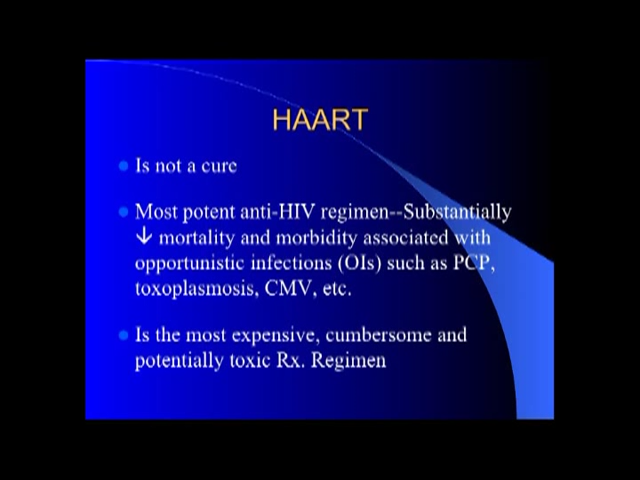 HAART
Is not a cure
Most potent anti-HIV regimen--Substantially
↓ mortality and morbidity associated with
opportunistic infections (OIs) such as PCP,
toxoplasmosis, CMV, etc.
Is the most expensive, cumbersome and
potentially toxic Rx. Regimen